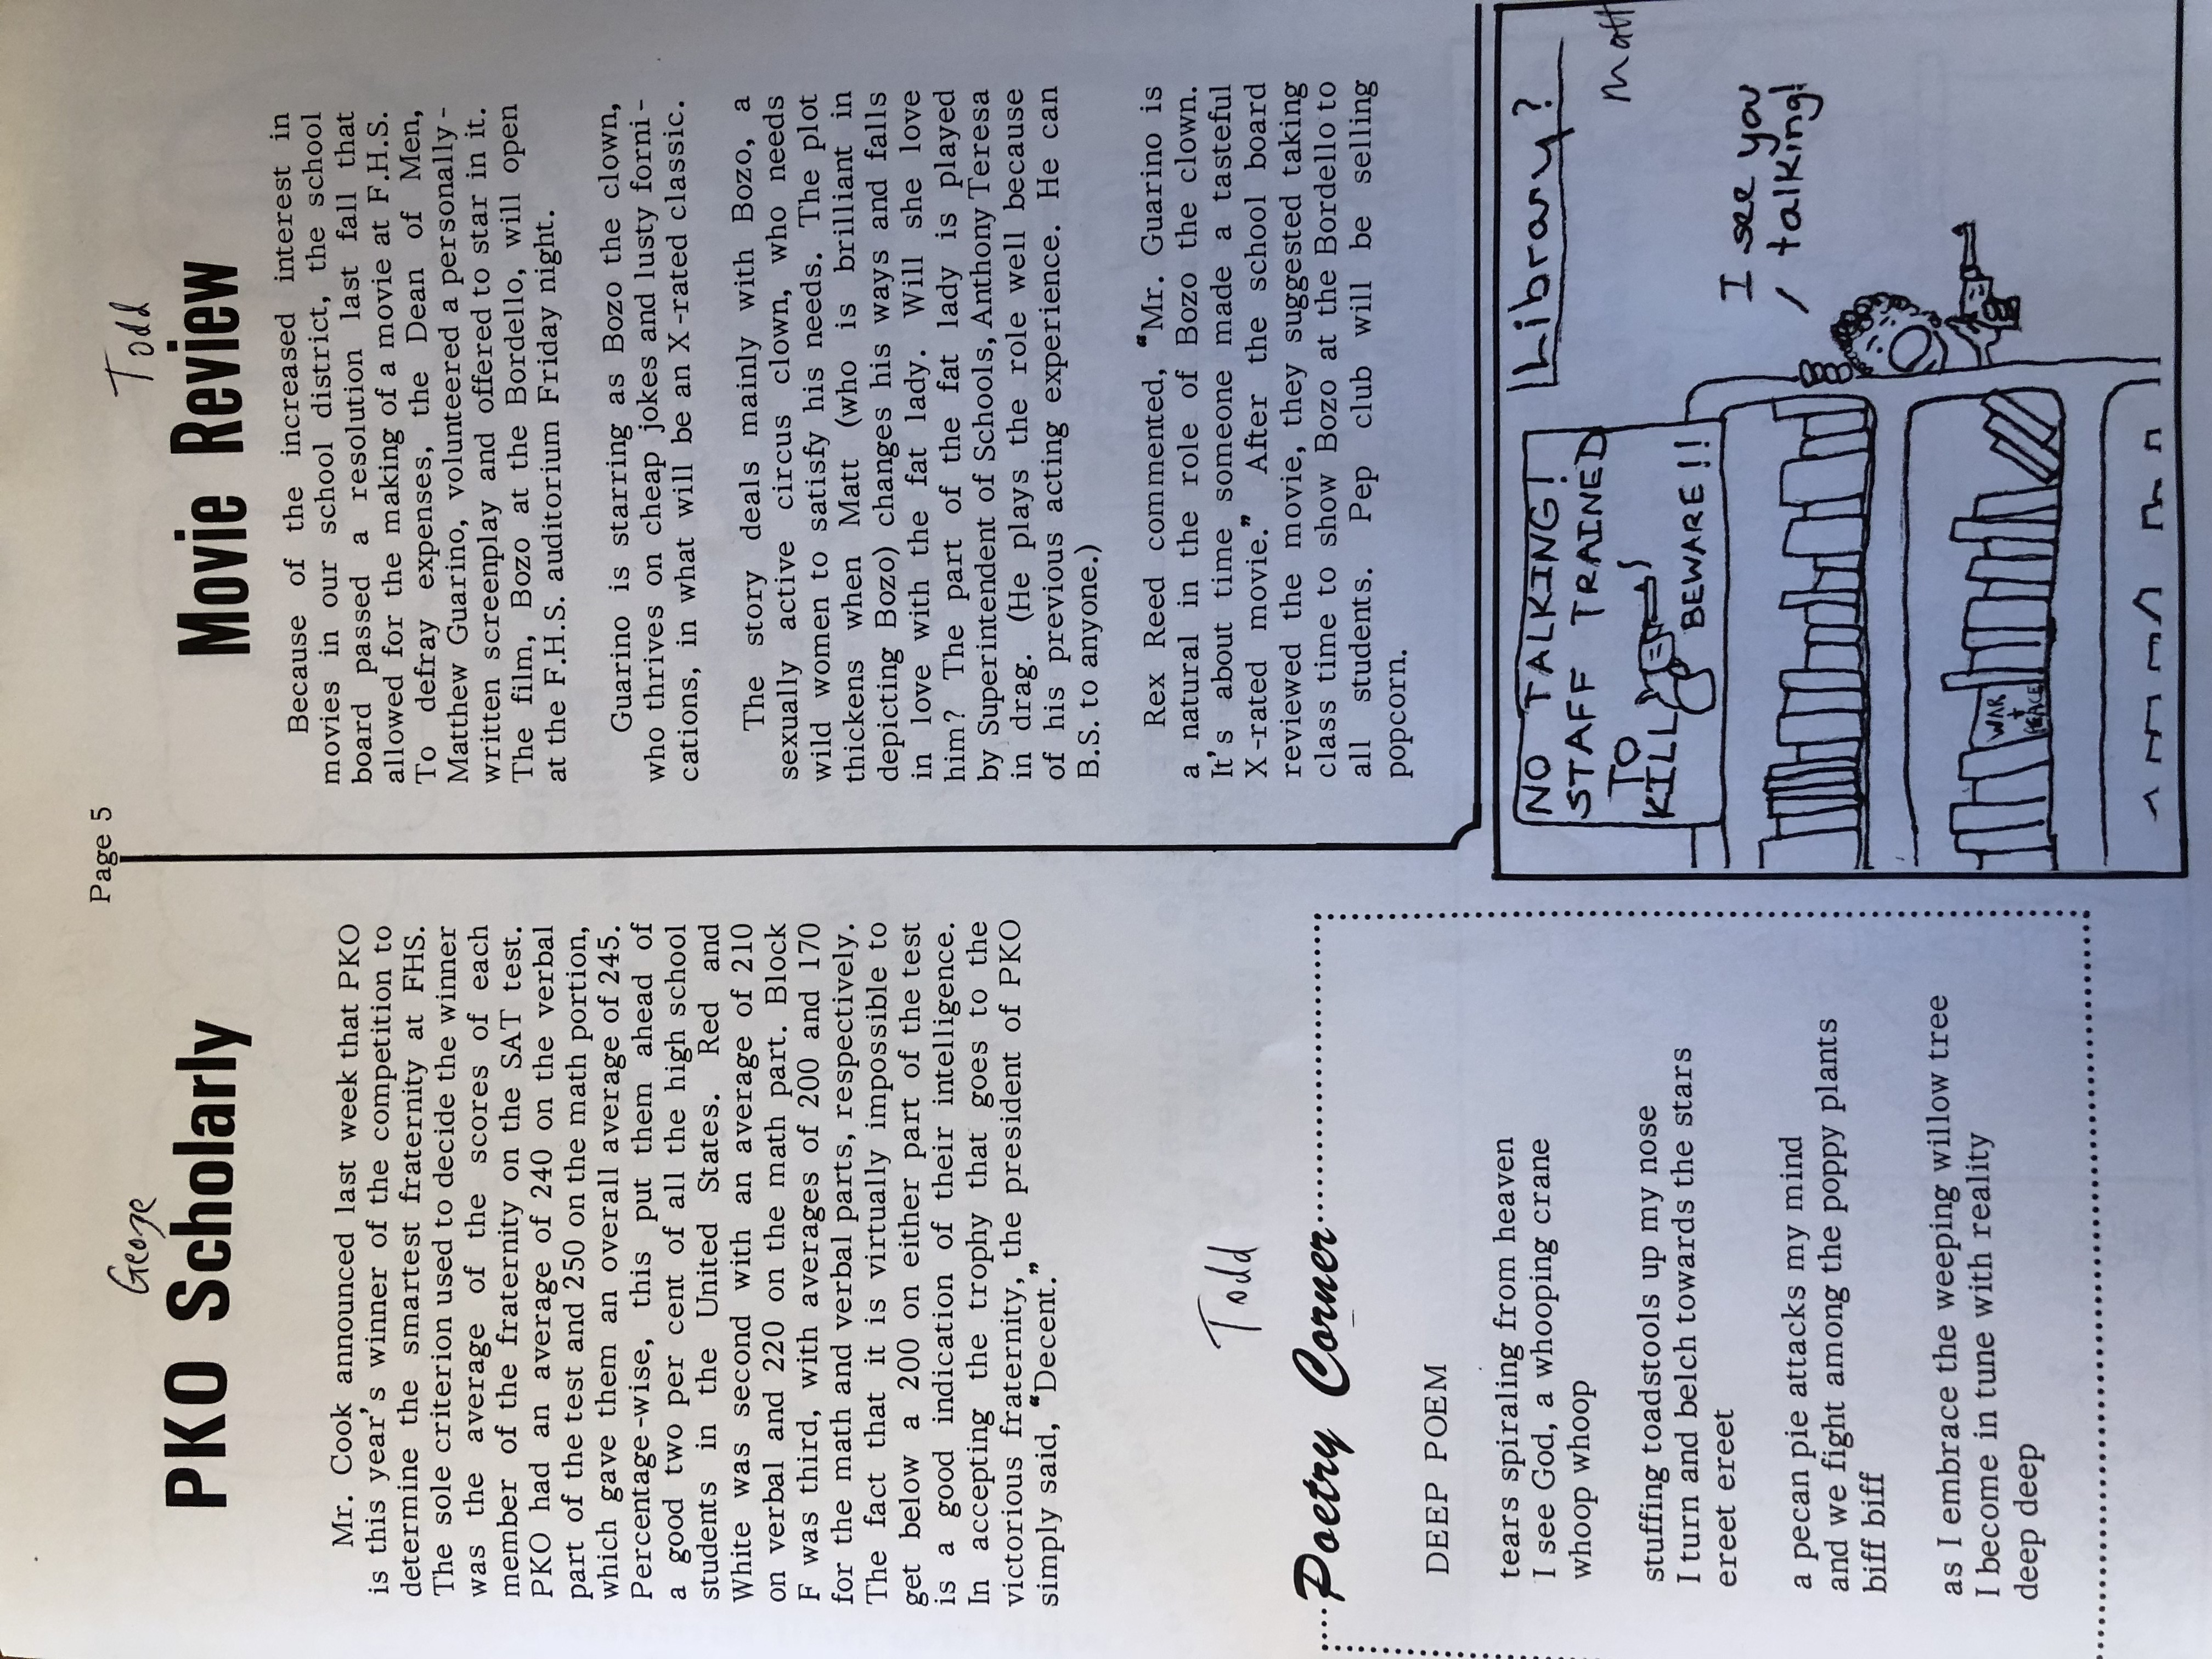 Page 5
George
PKO Scholarly
Mr. Cook announced last week that PKO
is this year's winner of the competition to
determine the smartest fraternity at FHS.
The sole criterion used to decide the winner
was the average of the scores of each
member of the fraternity on the SAT test.
PKO had an average of 240 on the verbal
part of the test and 250 on the math portion,
which gave them an overall average of 245.
Percentage-wise, this put them ahead of
a good two per cent of all the high school
students in the United States. Red and
White was second with an average of 210
on verbal and 220 on the math part. Block
F was third, with averages of 200 and 170
for the math and verbal parts, respectively.
The fact that it is virtually impossible to
get below a 200 on either part of the test
is a good indication of their intelligence.
In accepting the trophy that goes to the
victorious fraternity, the president of PKO
simply said, "Decent."
Todd
Poetry Corner
DEEP POEM
tears spiraling from heaven
I see God, a whooping crane
whoop whoop
stuffing toadstools up my nose
I turn and belch towards the stars
ereet ereet
a pecan pie attacks my mind
and we fight among the poppy plants
biff biff
as I embrace the weeping willow tree
I become in tune with reality
deep deep
Todd
Movie Review
Because of the increased interest in
movies in our school district, the school
board passed a resolution last fall that
allowed for the making of a movie at F.H.S.
To defray expenses, the Dean of Men,
Matthew Guarino, volunteered a personally-
written screenplay and offered to star in it.
The film, Bozo at the Bordello, will open
at the F.H.S. auditorium Friday night.
Guarino is starring as Bozo the clown,
who thrives on cheap jokes and lusty forni-
cations, in what will be an X-rated classic.
The story deals mainly with Bozo, a
sexually active circus clown, who needs
wild women to satisfy his needs. The plot
thickens when Matt (who is brilliant in
depicting Bozo) changes his ways and falls
in love with the fat lady. Will she love
him? The part of the fat lady is played
by Superintendent of Schools, Anthony Teresa
in drag. (He plays the role well because
of his previous acting experience. He can
B.S. to anyone.)
Rex Reed commented, "Mr. Guarino is
a natural in the role of Bozo the clown.
It's about time someone made a tasteful
X-rated movie." After the school board
reviewed the movie, they suggested taking
class time to show Bozo at the Bordello to
all students. Pep club will be selling
popcorn.
Library?
Matt
NO TALKING!
STAFF TRAINED
TO
KILL
BEWARE!!
I see you
talking!
WAR
+
PEACE